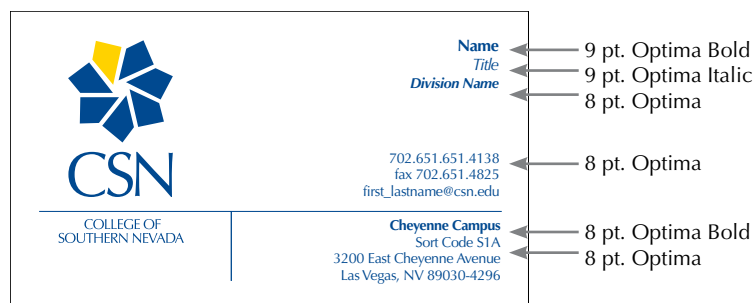 Name
Title
Division Name
9 pt. Optima Bold
9 pt. Optima Italic
8 pt. Optima
CSN
COLLEGE OF
SOUTHERN NEVADA
702.651.651.4138
fax 702.651.4825
first_lastname@csn.edu
8 pt. Optima
Cheyenne Campus
Sort Code S1A
3200 East Cheyenne Avenue
Las Vegas, NV 89030-4296
8 pt. Optima Bold
8 pt. Optima